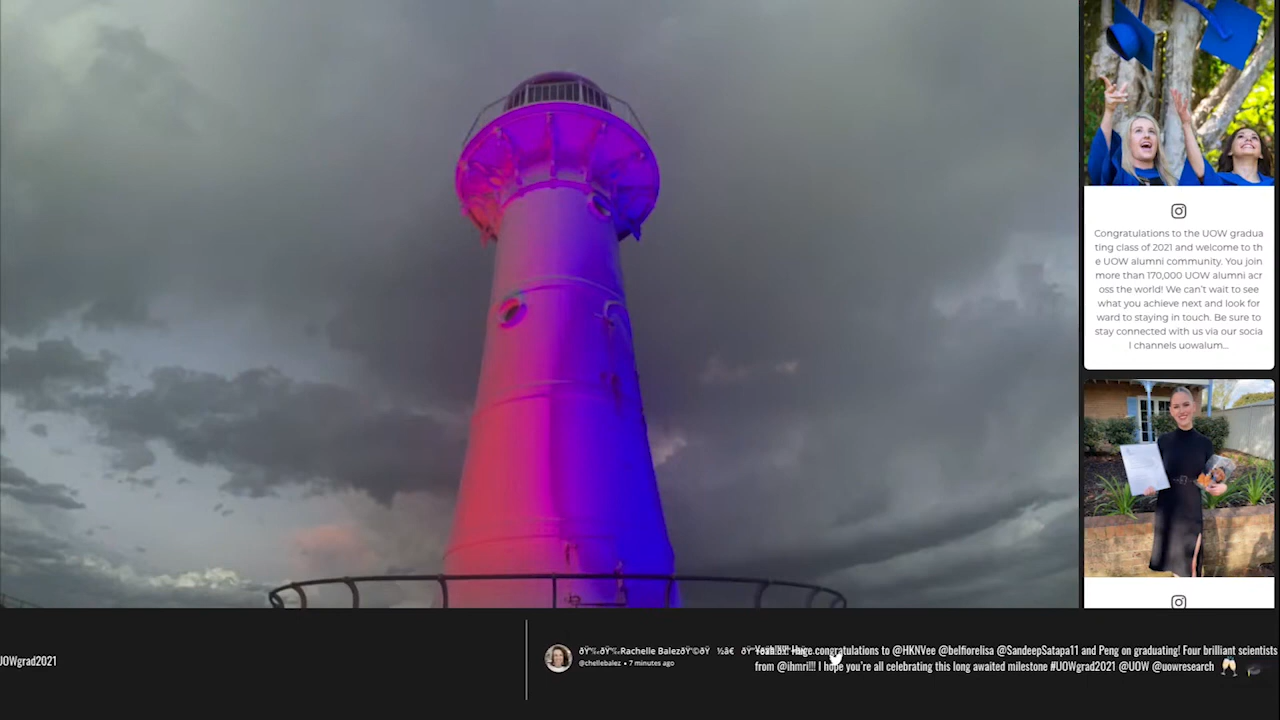 Congratulations to the UOW gradua
ting class of 2021 and welcome to th
e UOW alumni community. You join
more than 170,000 UOW alumni acr
oss the world! We can't wait to see
what you achieve next and look for
ward to staying in touch. Be sure to
stay connected with us via our socia
l channels uowalum...
UOWgrad2021
Rachelle Balez
@chellebalez • 7 minutes ago
congratulations to @HKNVee @belfiorelisa @SandeepSatapa11 and Peng on graduating! Four brilliant scientists
from @ihmri!!! I hope you're all celebrating this long awaited milestone #UOWgrad2021 @UOW @uowresearch